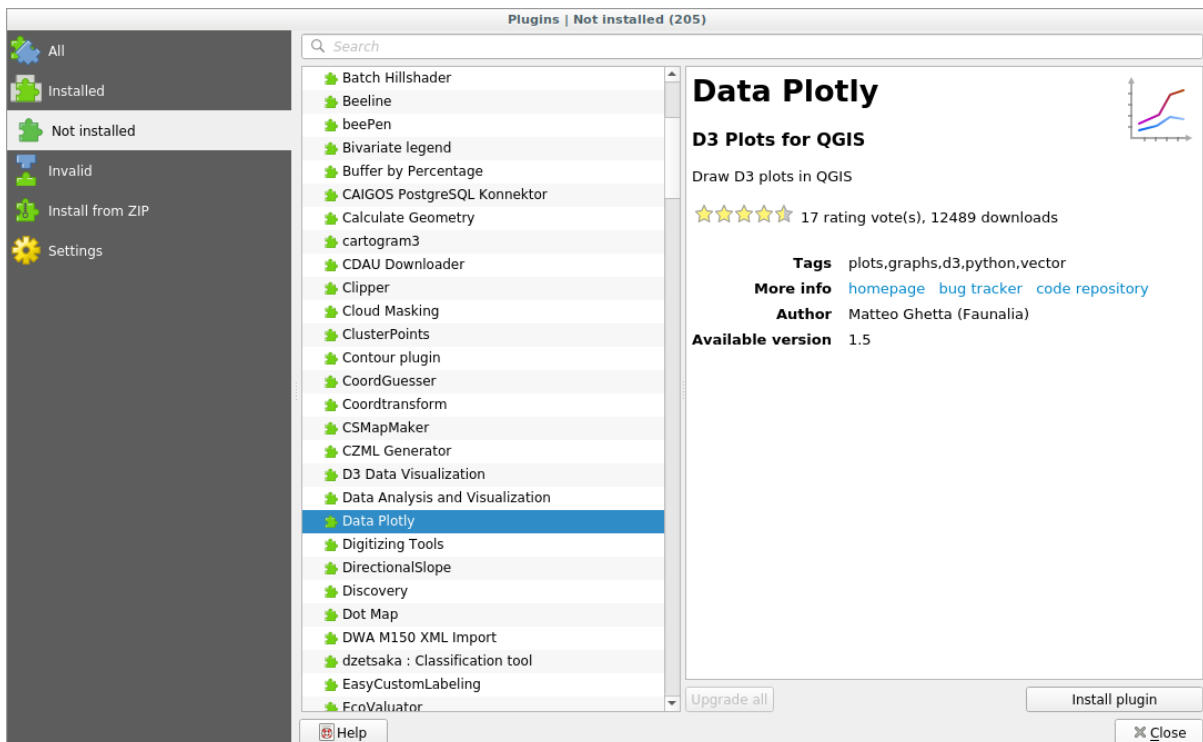 Plugins | Not installed (205)
All
Installed
Not installed
Invalid
Install from ZIP
Settings
Search
Batch Hillshader
Beeline
beePen
Bivariate legend
Buffer by Percentage
CAIGOS PostgreSQL Konnektor
Calculate Geometry
cartogram3
CDAU Downloader
Clipper
Cloud Masking
ClusterPoints
Contour plugin
CoordGuesser
Coordtransform
CSMapMaker
CZML Generator
D3 Data Visualization
Data Analysis and Visualization
Data Plotly
Digitizing Tools
DirectionalSlope
Discovery
Dot Map
DWA M150 XML Import
dzetsaka : Classification tool
EasyCustomLabeling
EcoValuator
Data Plotly
D3 Plots for QGIS
Draw D3 plots in QGIS
17 rating vote(s), 12489 downloads
Tags plots,graphs,d3,python,vector
More info homepage bug tracker code repository
Author Matteo Ghetta (Faunalia)
Available version 1.5
Upgrade all
Install plugin
Help
Close